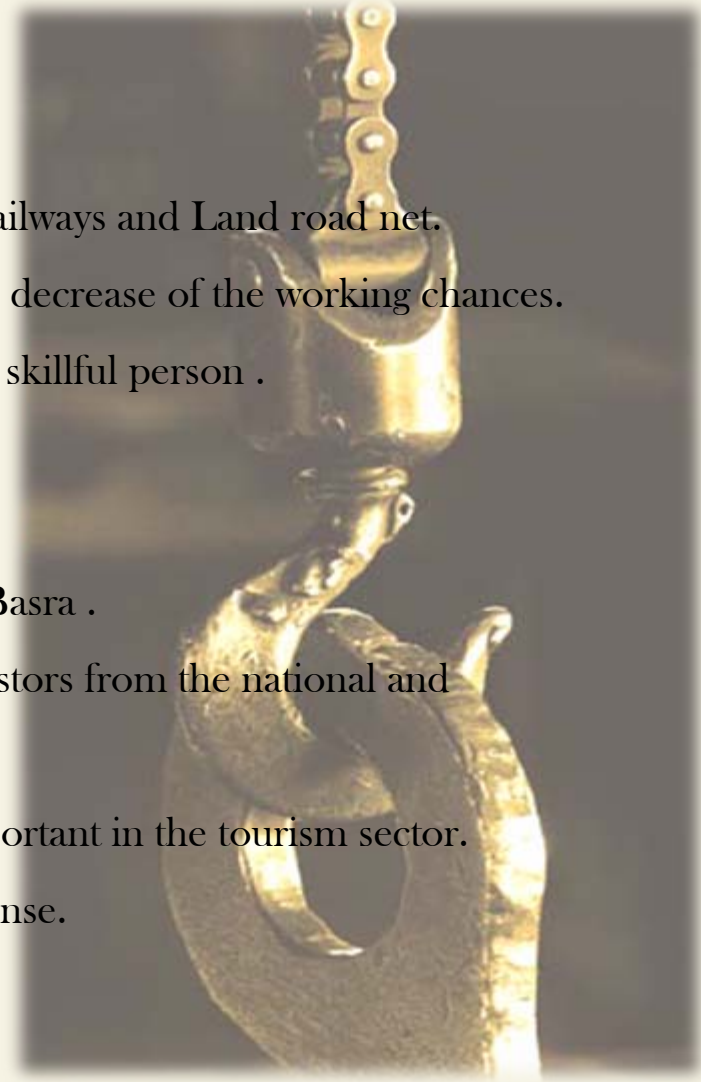 ailways and Land road net.
decrease of the working chances.
skillful person .
Basra .
stors from the national and
portant in the tourism sector.
nse.